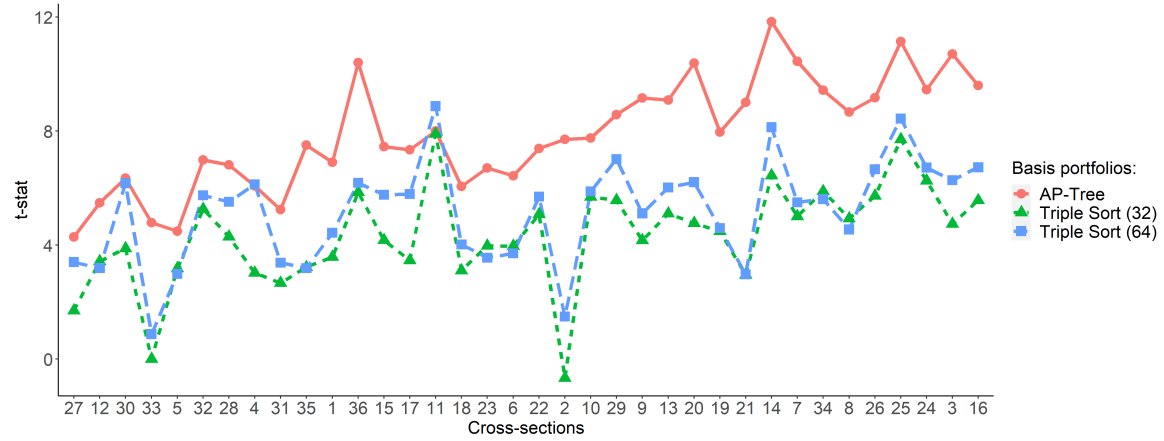 12
8
4
0
t-stat
27 12 30 33 5 32 28 4 31 35 1 36 15 17 11 18 23 6 22 2 10 29 9 13 20 19 21 14 7 34 8 26 25 24 3 16
Cross-sections
Basis portfolios:
AP-Tree
Triple Sort (32)
Triple Sort (64)